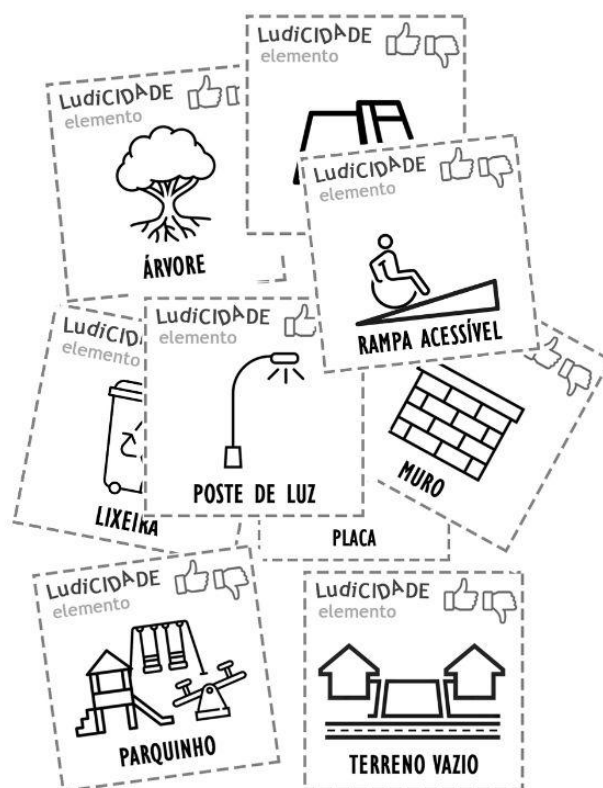 LudiCIDADE
elemento
LudiCIDADE
elemento
ÁRVORE
LudiCIDADE
elemento
RAMPA ACESSÍVEL
elemento
LIXEIRA
LudiCIDADE
elemento
POSTE DE LUZ
MURO
PLACA
LudiCIDADE
elemento
PARQUINHO
LudiCIDADE
elemento
TERRENO VAZIO